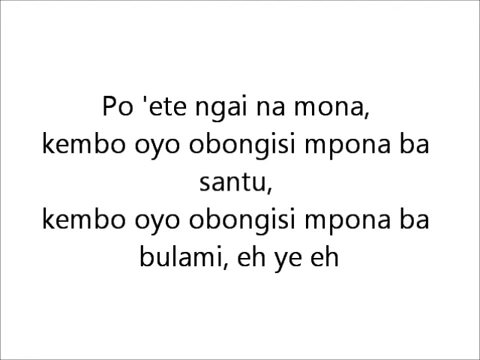 Po 'ete ngai na mona,
kembo oyo obongisi mpona ba
santu,
kembo oyo obongisi mpona ba
bulami, eh ye eh